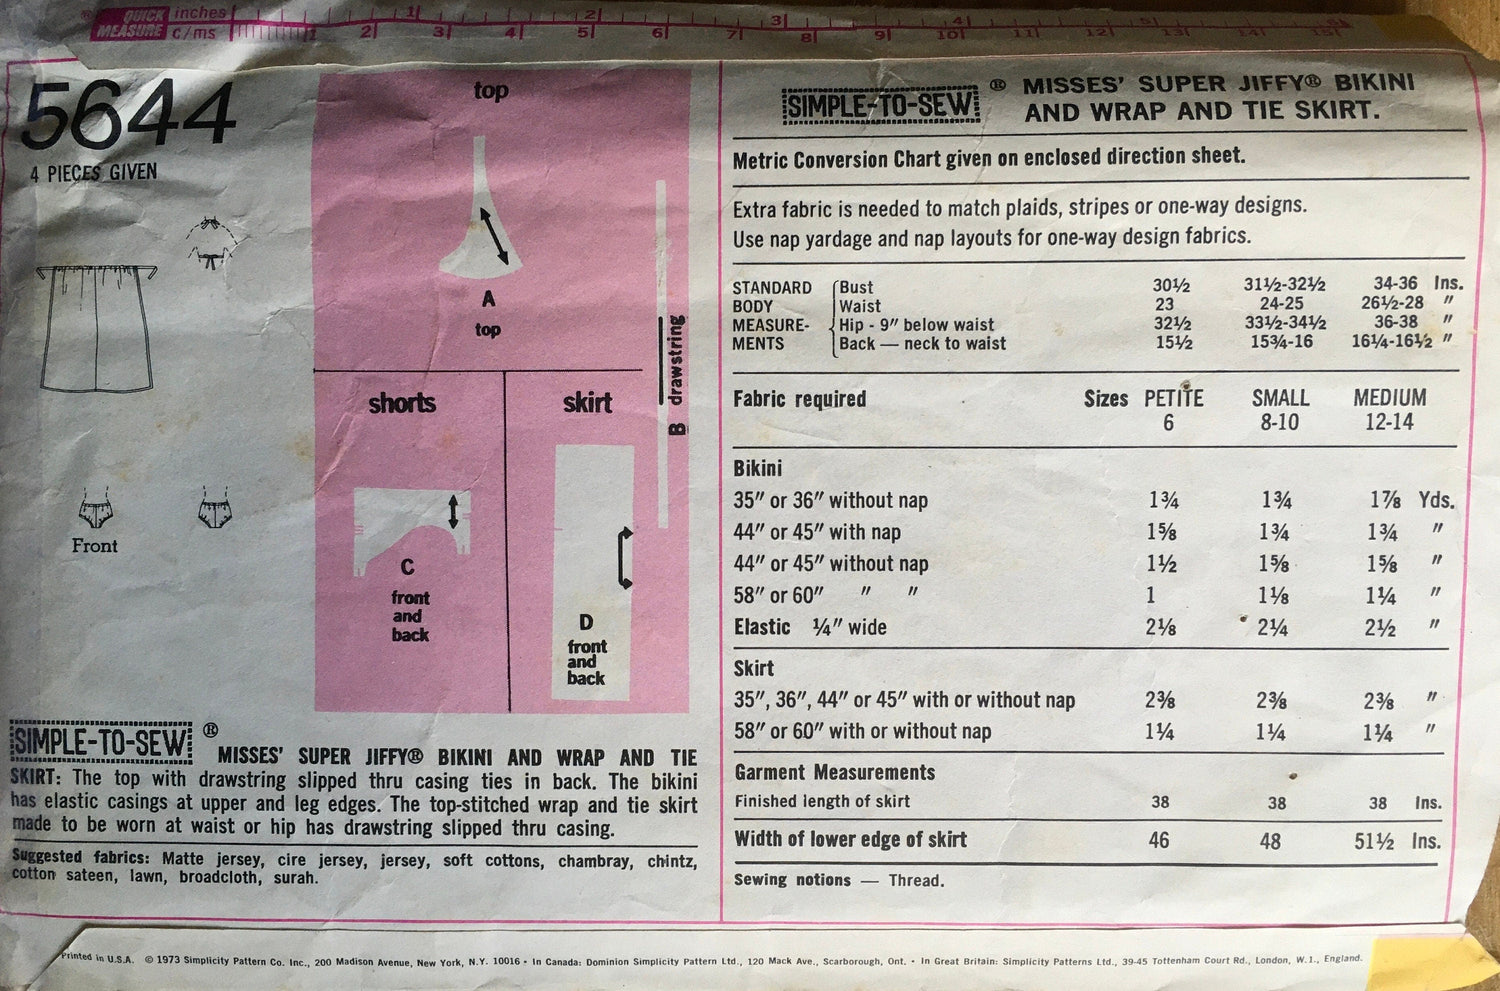 ® QUICK MEASURE inches 1 2 3 4 5 6
c/ms 1 2 3 4 5 6 7 8 9 10 11 12 13 14 15
5644
4 PIECES GIVEN
Front
top
A
top
B drawstring
shorts
C
front
and
back
skirt
D
front
and
back
SIMPLE-TO-SEW ® MISSES' SUPER JIFFY® BIKINI AND WRAP AND TIE
SKIRT: The top with drawstring slipped thru casing ties in back. The bikini
has elastic casings at upper and leg edges. The top-stitched wrap and tie skirt
made to be worn at waist or hip has drawstring slipped thru casing.
Suggested fabrics: Matte jersey, cire jersey, jersey, soft cottons, chambray, chintz,
cotton sateen, lawn, broadcloth, surah.
SIMPLE-TO-SEW ® MISSES' SUPER JIFFY® BIKINI
AND WRAP AND TIE SKIRT.
Metric Conversion Chart given on enclosed direction sheet.
Extra fabric is needed to match plaids, stripes or one-way designs.
Use nap yardage and nap layouts for one-way design fabrics.
STANDARD Bust 30½ 31½-32½ 34-36 Ins.
BODY Waist 23 24-25 26½-28 "
MEASURE- Hip - 9" below waist 32½ 33½-34½ 36-38 "
MENTS Back — neck to waist 15½ 15¾-16 16¼-16½ "
Fabric required Sizes PETITE SMALL MEDIUM
6 8-10 12-14
Bikini
35" or 36" without nap 1¾ 1¾ 1⅞ Yds.
44" or 45" with nap 1⅝ 1¾ 1¾ "
44" or 45" without nap 1½ 1⅝ 1⅝ "
58" or 60" " " 1 1⅛ 1¼ "
Elastic ¼" wide 2⅛ 2¼ 2½ "
Skirt
35", 36", 44" or 45" with or without nap 2⅜ 2⅜ 2⅜ "
58" or 60" with or without nap 1¼ 1¼ 1¼ "
Garment Measurements
Finished length of skirt 38 38 38 Ins.
Width of lower edge of skirt 46 48 51½ Ins.
Sewing notions — Thread.
Printed in U.S.A. © 1973 Simplicity Pattern Co. Inc., 200 Madison Avenue, New York, N.Y. 10016 • In Canada: Dominion Simplicity Pattern Ltd., 120 Mack Ave., Scarborough, Ont. • In Great Britain: Simplicity Patterns Ltd., 39-45 Tottenham Court Rd., London, W.1., England.